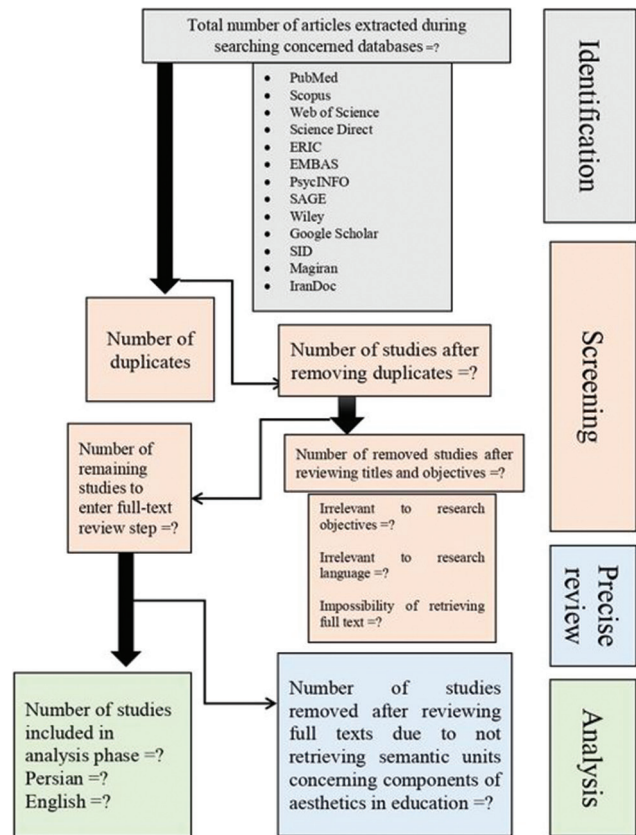 Total number of articles extracted during
searching concerned databases =?
• PubMed
• Scopus
• Web of Science
• Science Direct
• ERIC
• EMBAS
• PsycINFO
• SAGE
• Wiley
• Google Scholar
• SID
• Magiran
• IranDoc
Identification
Number of
duplicates
Number of studies after
removing duplicates =?
Screening
Number of
remaining
studies to
enter full-text
review step =?
Number of removed studies after
reviewing titles and objectives =?
Irrelevant to research
objectives =?
Irrelevant to research
language =?
Impossibility of retrieving
full text =?
Precise
review
Number of studies
included in
analysis phase =?
Persian =?
English =?
Number of studies
removed after reviewing
full texts due to not
retrieving semantic units
concerning components of
aesthetics in education =?
Analysis